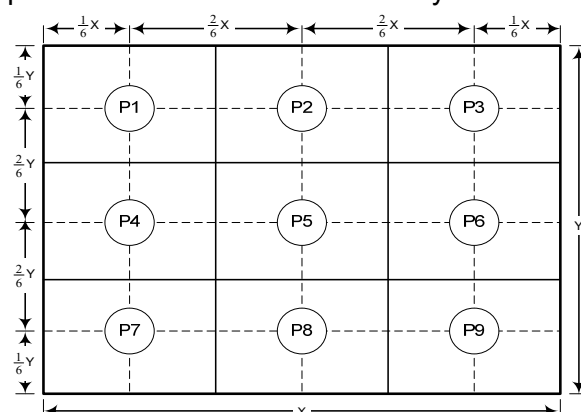 1/6 X 2/6 X 2/6 X 1/6 X
1/6 Y
P1 P2 P3
2/6 Y
P4 P5 P6 Y
2/6 Y
P7 P8 P9
1/6 Y
X